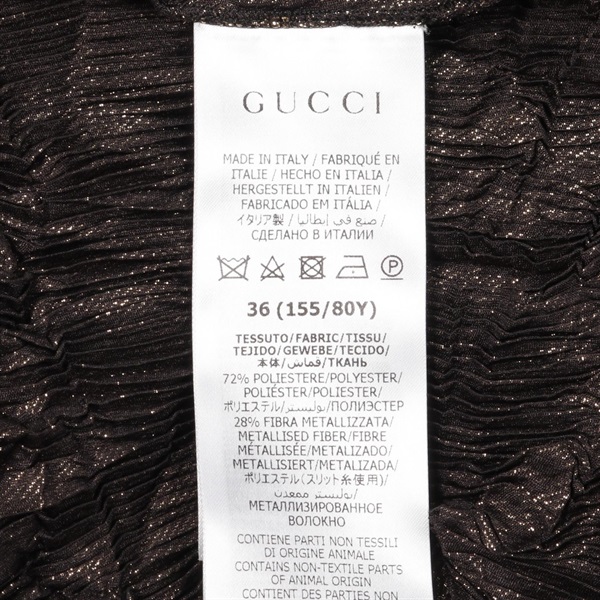 GUCCI
MADE IN ITALY / FABRIQUÉ EN
ITALIE / HECHO EN ITALIA /
HERGESTELLT IN ITALIEN /
FABRICADO EM ITÁLIA /
イタリア製 / صنع في إيطاليا /
СДЕЛАНО В ИТАЛИИ
P
36 (155/80Y)
TESSUTO/FABRIC/TISSU/
TEJIDO/GEWEBE/TECIDO/
本体/قماش/ТКАНЬ
72% POLIESTERE/POLYESTER/
POLIÉSTER/POLIESTER/
ポリエステル/بوليستر/ПОЛИЭСТЕР
28% FIBRA METALLIZZATA/
METALLISED FIBER/FIBRE
MÉTALLISÉE/METALIZADO/
METALLISIERT/METALIZADA/
ポリエステル(スリット糸使用)/
بوليستر ممعدن/
МЕТАЛЛИЗИРОВАННОЕ
ВОЛОКНО
CONTIENE PARTI NON TESSILI
DI ORIGINE ANIMALE
CONTAINS NON-TEXTILE PARTS
OF ANIMAL ORIGIN
CONTIENT DES PARTIES NON